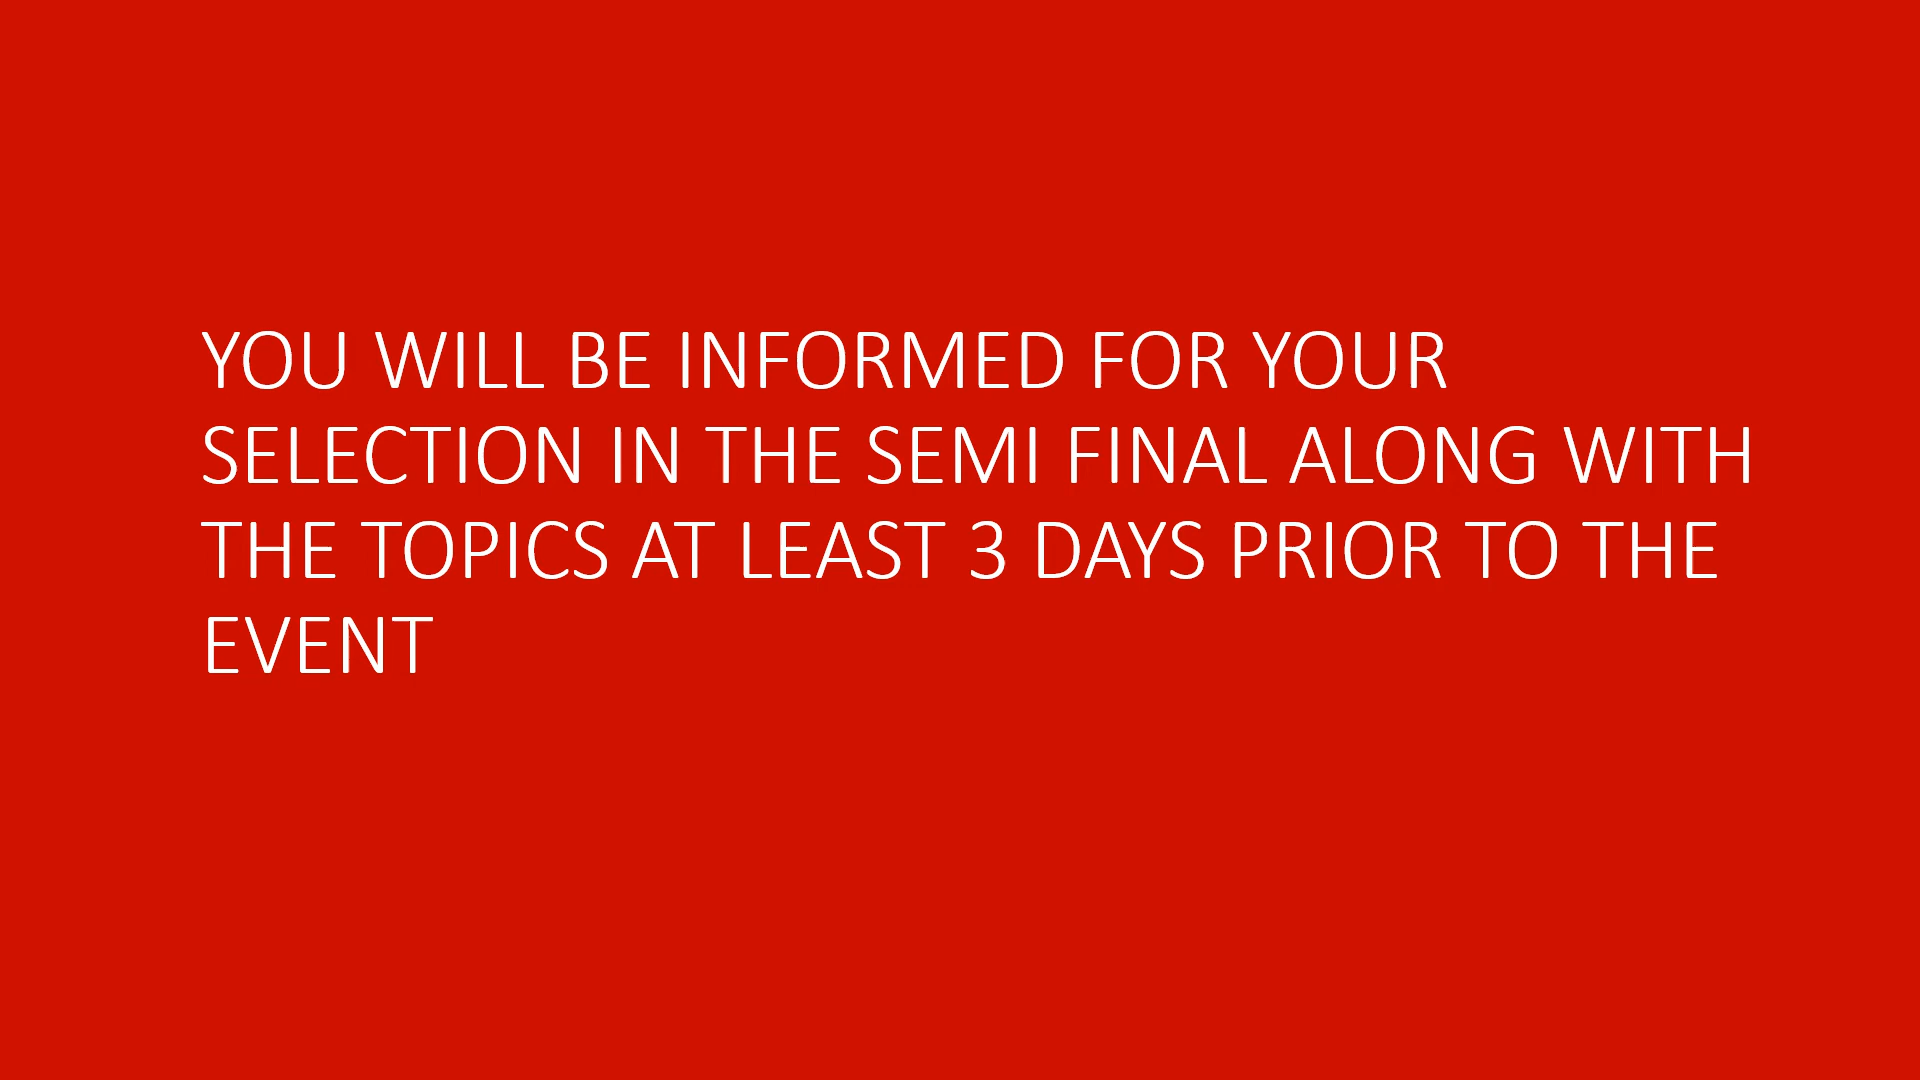 YOU WILL BE INFORMED FOR YOUR
SELECTION IN THE SEMI FINAL ALONG WITH
THE TOPICS AT LEAST 3 DAYS PRIOR TO THE
EVENT